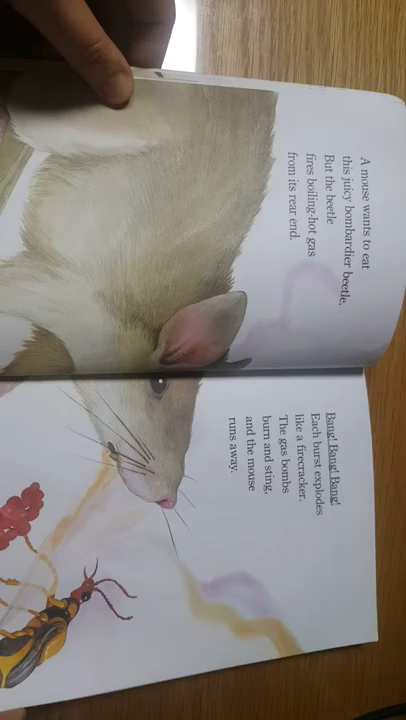 A mouse wants to eat
this juicy bombardier beetle,
But the beetle
fires boiling-hot gas
from its rear end.
Bang! Bang! Bang!
Each burst explodes
like a firecracker.
The gas bombs
burn and sting,
and the mouse
runs away.